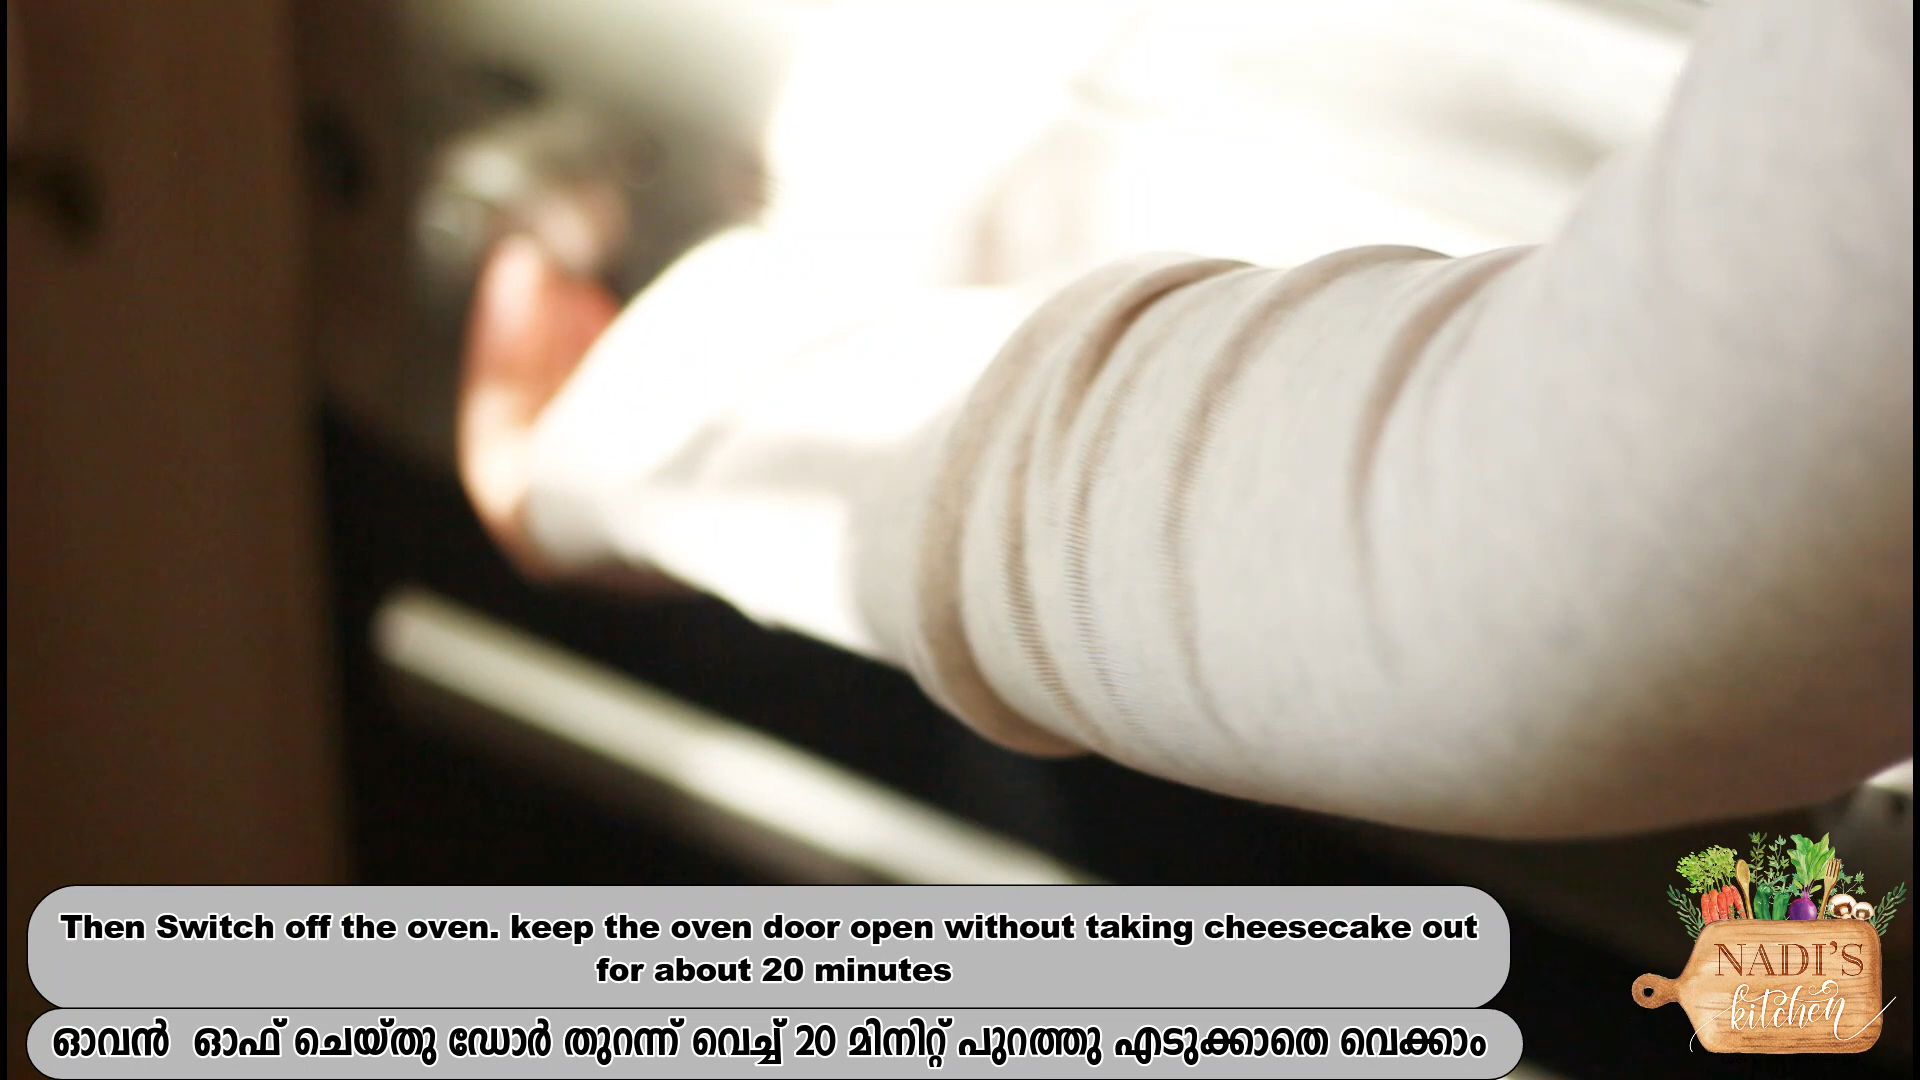 Then Switch off the oven. keep the oven door open without taking cheesecake out
for about 20 minutes
ഓവൻ ഓഫ് ചെയ്തു ഡോർ തുറന്ന് വെച്ച് 20 മിനിറ്റ് പുറത്തു എടുക്കാതെ വെക്കാം
NADI'S
kitchen